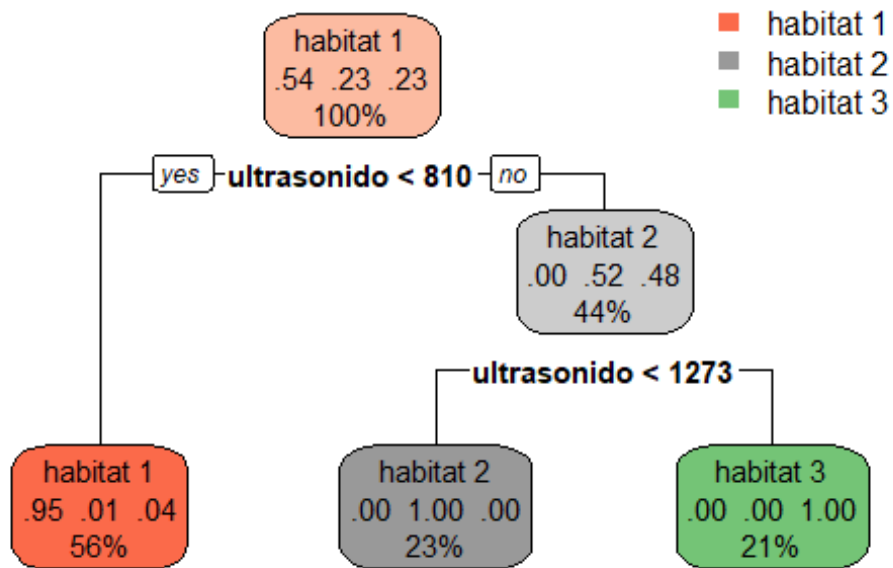 habitat 1
.54 .23 .23
100%
habitat 1
habitat 2
habitat 3
yes ultrasonido < 810 no
habitat 2
.00 .52 .48
44%
ultrasonido < 1273
habitat 1
.95 .01 .04
56%
habitat 2
.00 1.00 .00
23%
habitat 3
.00 .00 1.00
21%